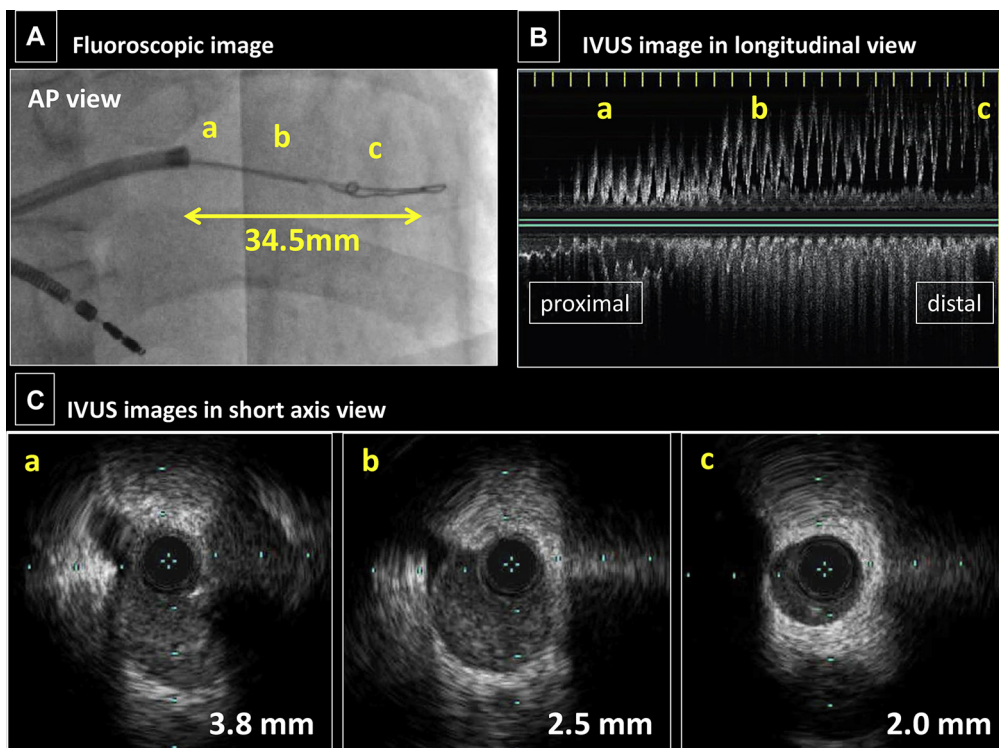 A Fluoroscopic image
AP view
a
b
c
34.5mm
B IVUS image in longitudinal view
a
b
c
proximal
distal
C IVUS images in short axis view
a
3.8 mm
b
2.5 mm
c
2.0 mm